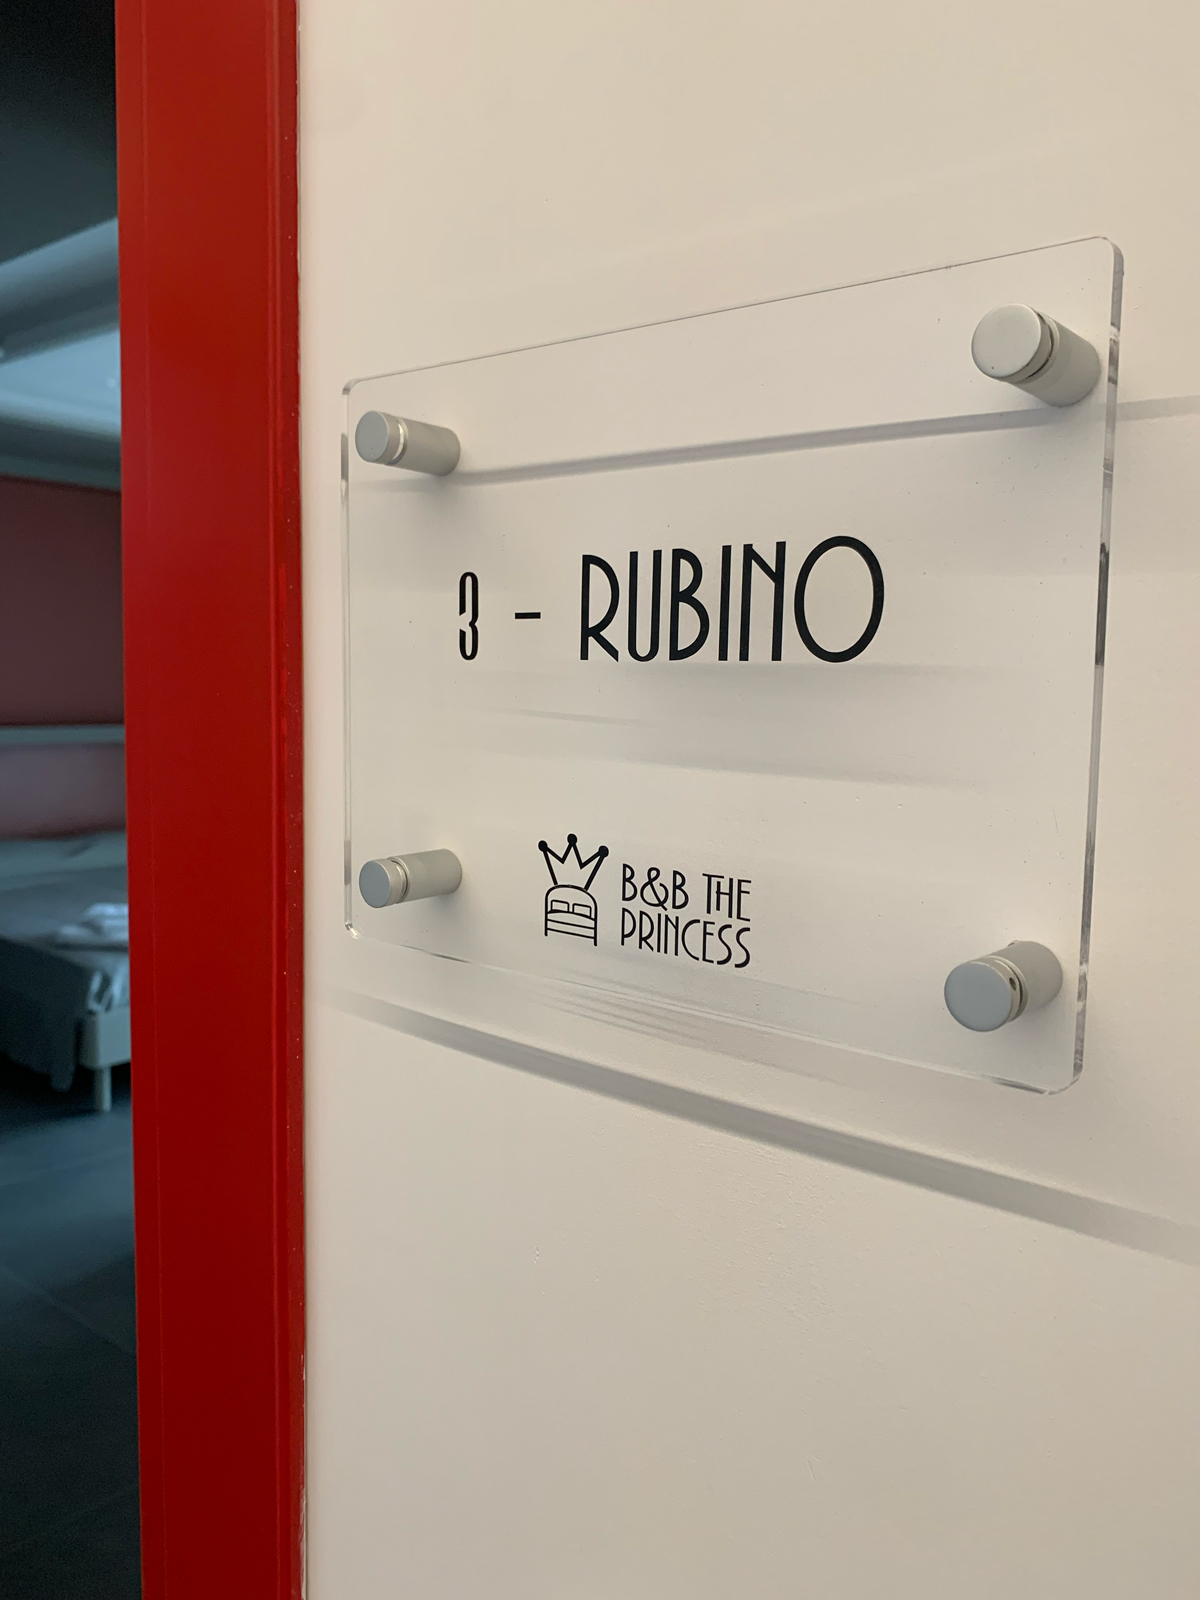 3 - RUBINO
B&B THE
PRINCESS